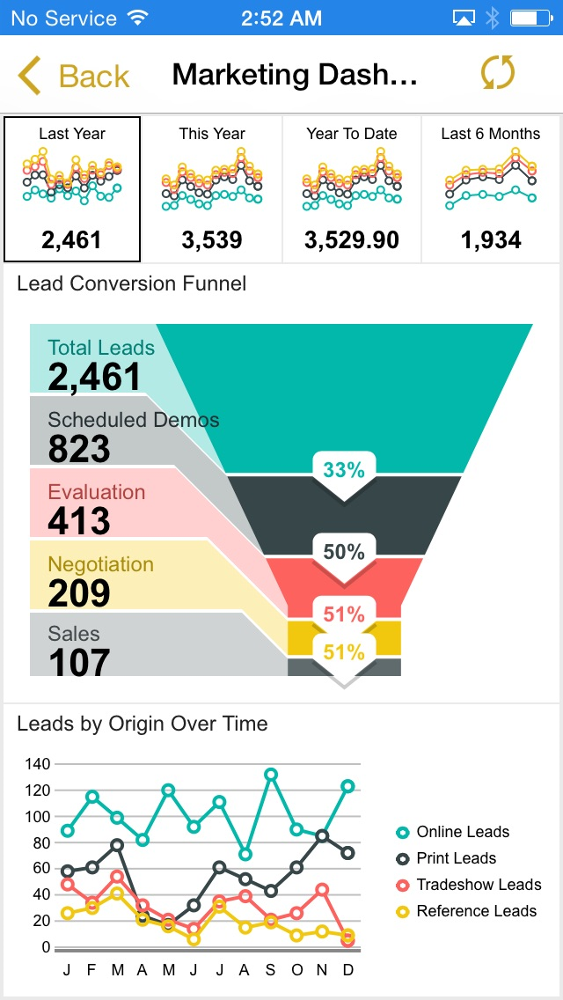 No Service 2:52 AM
Back Marketing Dash...
Last Year This Year Year To Date Last 6 Months
2,461 3,539 3,529.90 1,934
Lead Conversion Funnel
Total Leads
2,461
Scheduled Demos
823
33%
Evaluation
413
50%
Negotiation
209
51%
Sales
107
51%
Leads by Origin Over Time
140
120
100
80
60
40
20
0
J F M A M J J A S O N D
Online Leads
Print Leads
Tradeshow Leads
Reference Leads